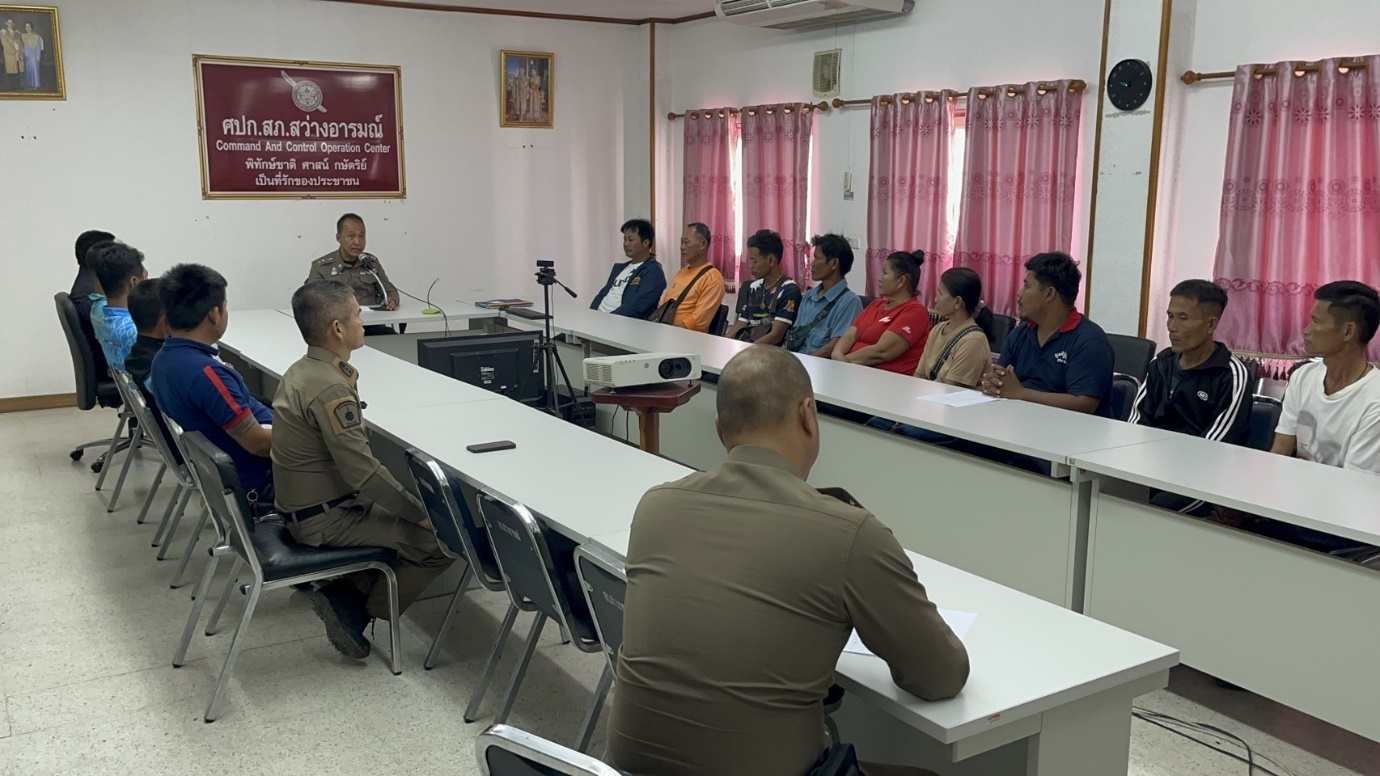 ศปก.สภ.สว่างอารมณ์
Command And Control Operation Center
พิทักษ์ชาติ ศาสน์ กษัตริย์
เป็นที่รักของประชาชน